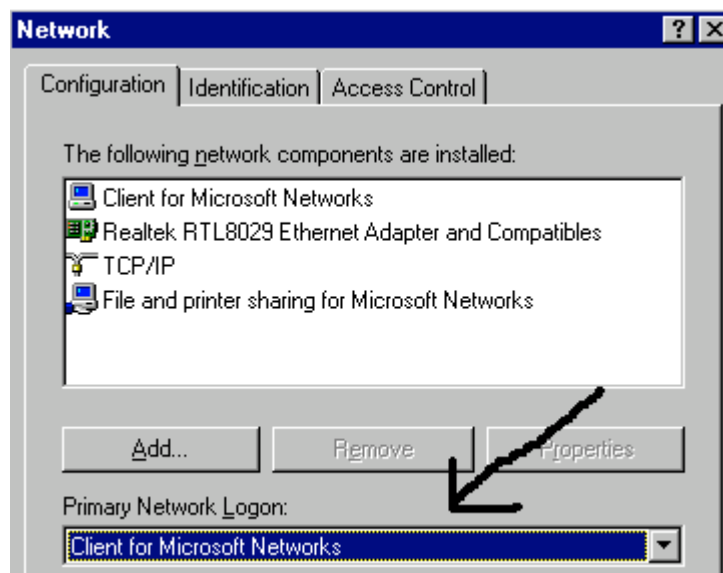 Network
Configuration Identification Access Control
The following network components are installed:
Client for Microsoft Networks
Realtek RTL8029 Ethernet Adapter and Compatibles
TCP/IP
File and printer sharing for Microsoft Networks
Add... Remove Properties
Primary Network Logon:
Client for Microsoft Networks